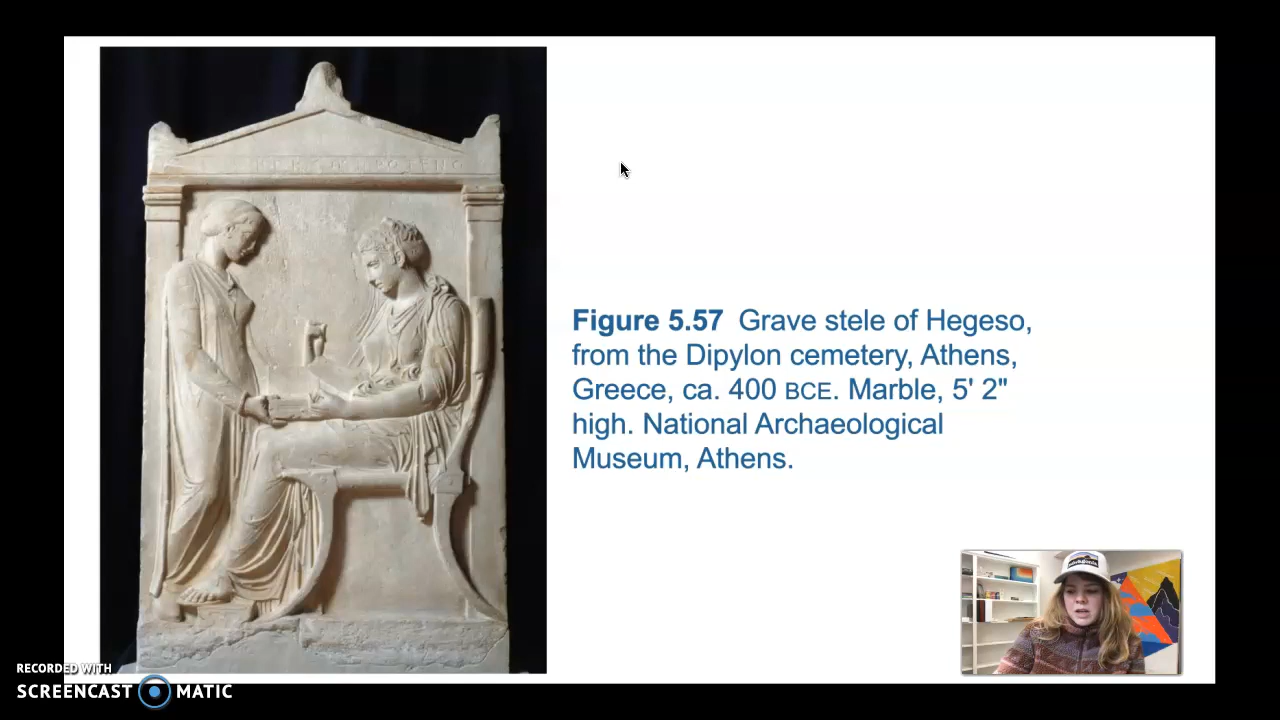 Figure 5.57 Grave stele of Hegeso,
from the Dipylon cemetery, Athens,
Greece, ca. 400 BCE. Marble, 5' 2"
high. National Archaeological
Museum, Athens.
RECORDED WITH
SCREENCAST MATIC